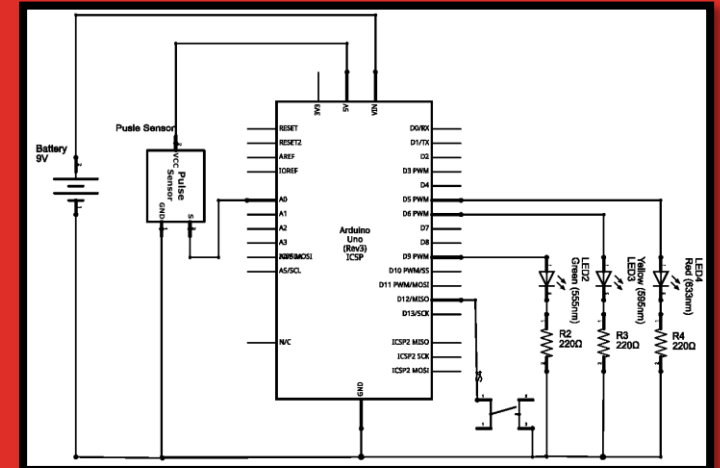 3V3
5V
VIN
Pusle Sensor
Battery
9V
VCC
Pulse
Sensor
GND
S
RESET
RESET2
AREF
IOREF
A0
A1
A2
A3
A5/SCL
N/C
Arduino
Uno
(Rev3)
ICSP
D0/RX
D1/TX
D2
D3 PWM
D4
D5 PWM
D6 PWM
D7
D8
D9 PWM
D10 PWM/SS
D11 PWM/MOSI
D12/MISO
D13/SCK
ICSP2 MISO
ICSP2 SCK
ICSP2 MOSI
GND
S4
LED2
Green (555nm)
LED3
Yellow (595nm)
LED4
Red (633nm)
R2
220Ω
R3
220Ω
R4
220Ω